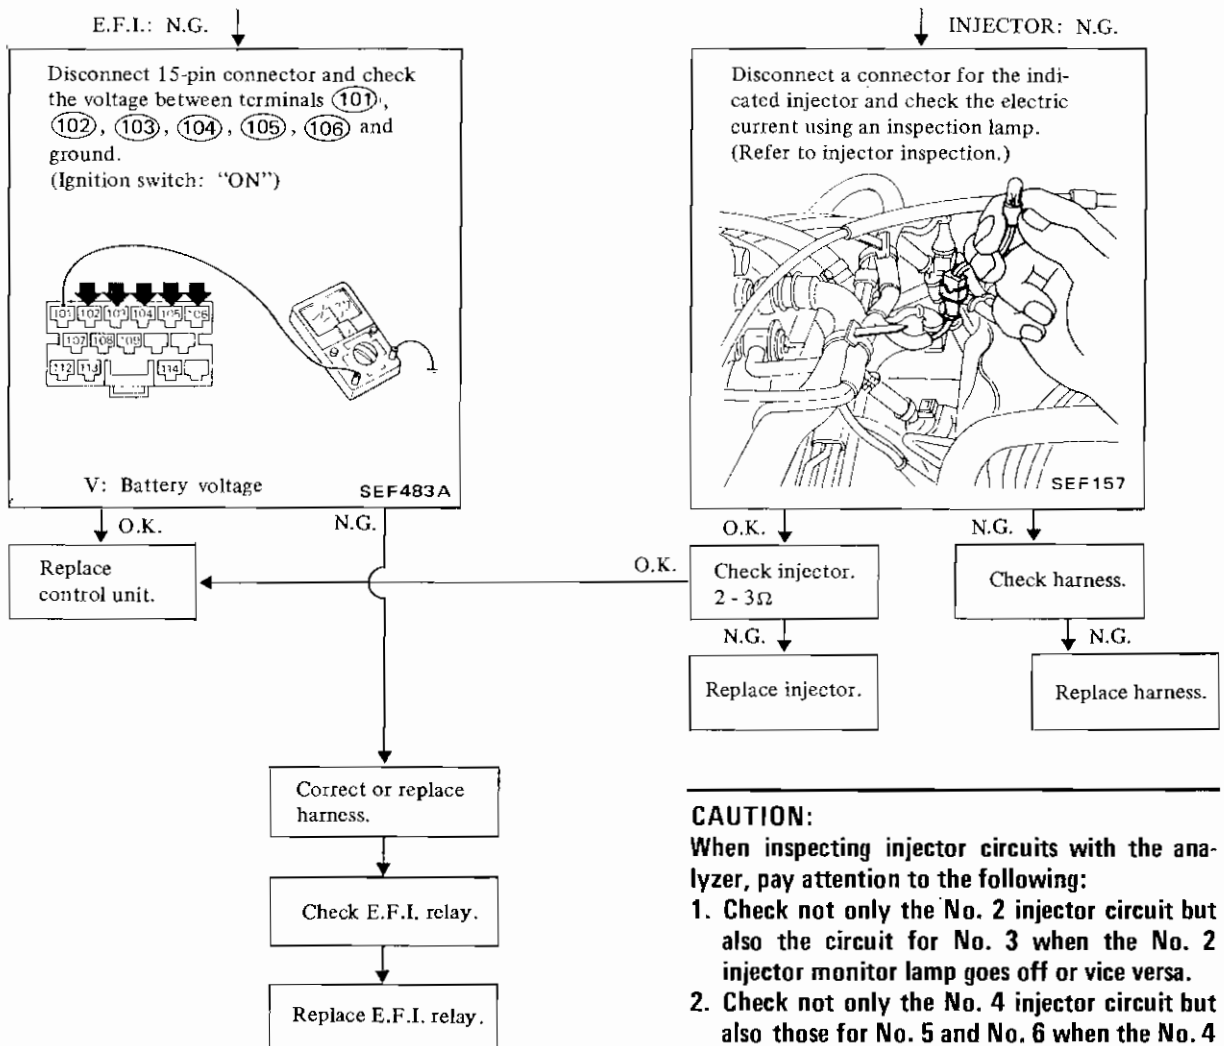 E.F.I.: N.G.
Disconnect 15-pin connector and check
the voltage between terminals 101,
102, 103, 104, 105, 106 and
ground.
(Ignition switch: "ON")
101 102 103 104 105 106
107 108 109
112 113 114
V: Battery voltage
SEF483A
O.K.
N.G.
Replace
control unit.
Correct or replace
harness.
Check E.F.I. relay.
Replace E.F.I. relay.
INJECTOR: N.G.
Disconnect a connector for the indi-
cated injector and check the electric
current using an inspection lamp.
(Refer to injector inspection.)
SEF157
O.K.
N.G.
O.K.
Check injector.
2 - 3Ω
Check harness.
N.G.
N.G.
Replace injector.
Replace harness.
CAUTION:
When inspecting injector circuits with the ana-
lyzer, pay attention to the following:
1. Check not only the No. 2 injector circuit but
also the circuit for No. 3 when the No. 2
injector monitor lamp goes off or vice versa.
2. Check not only the No. 4 injector circuit but
also those for No. 5 and No. 6 when the No. 4